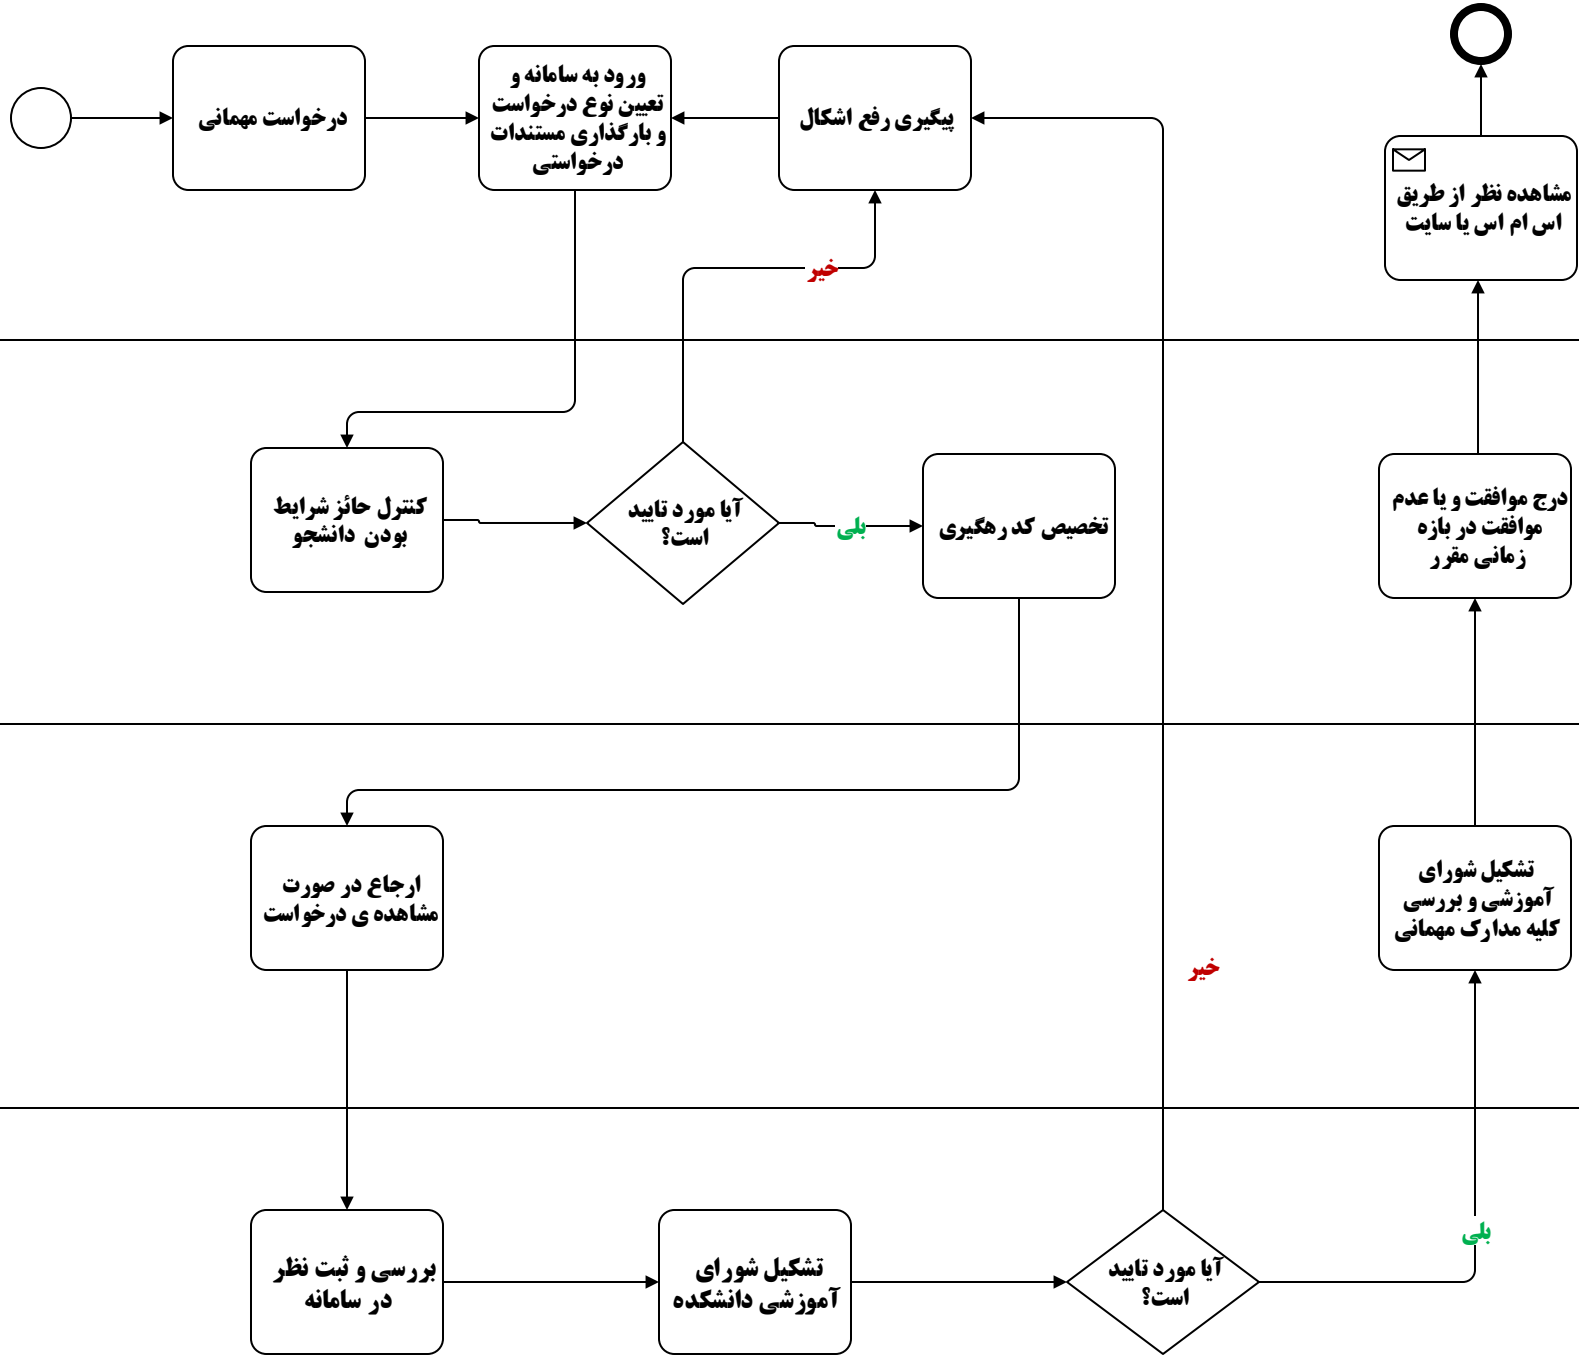 درخواست مهمانی
ورود به سامانه و
تعیین نوع درخواست
و بارگذاری مستندات
درخواستی
پیگیری رفع اشکال
مشاهده نظر از طریق
اس ام اس یا سایت
خیر
کنترل حائز شرایط
بودن دانشجو
آیا مورد تایید
است؟
بلی
تخصیص کد رهگیری
درج موافقت و یا عدم
موافقت در بازه
زمانی مقرر
ارجاع در صورت
مشاهده ی درخواست
تشکیل شورای
آموزشی و بررسی
کلیه مدارک مهمانی
خیر
بررسی و ثبت نظر
در سامانه
تشکیل شورای
آموزشی دانشکده
آیا مورد تایید
است؟
بلی